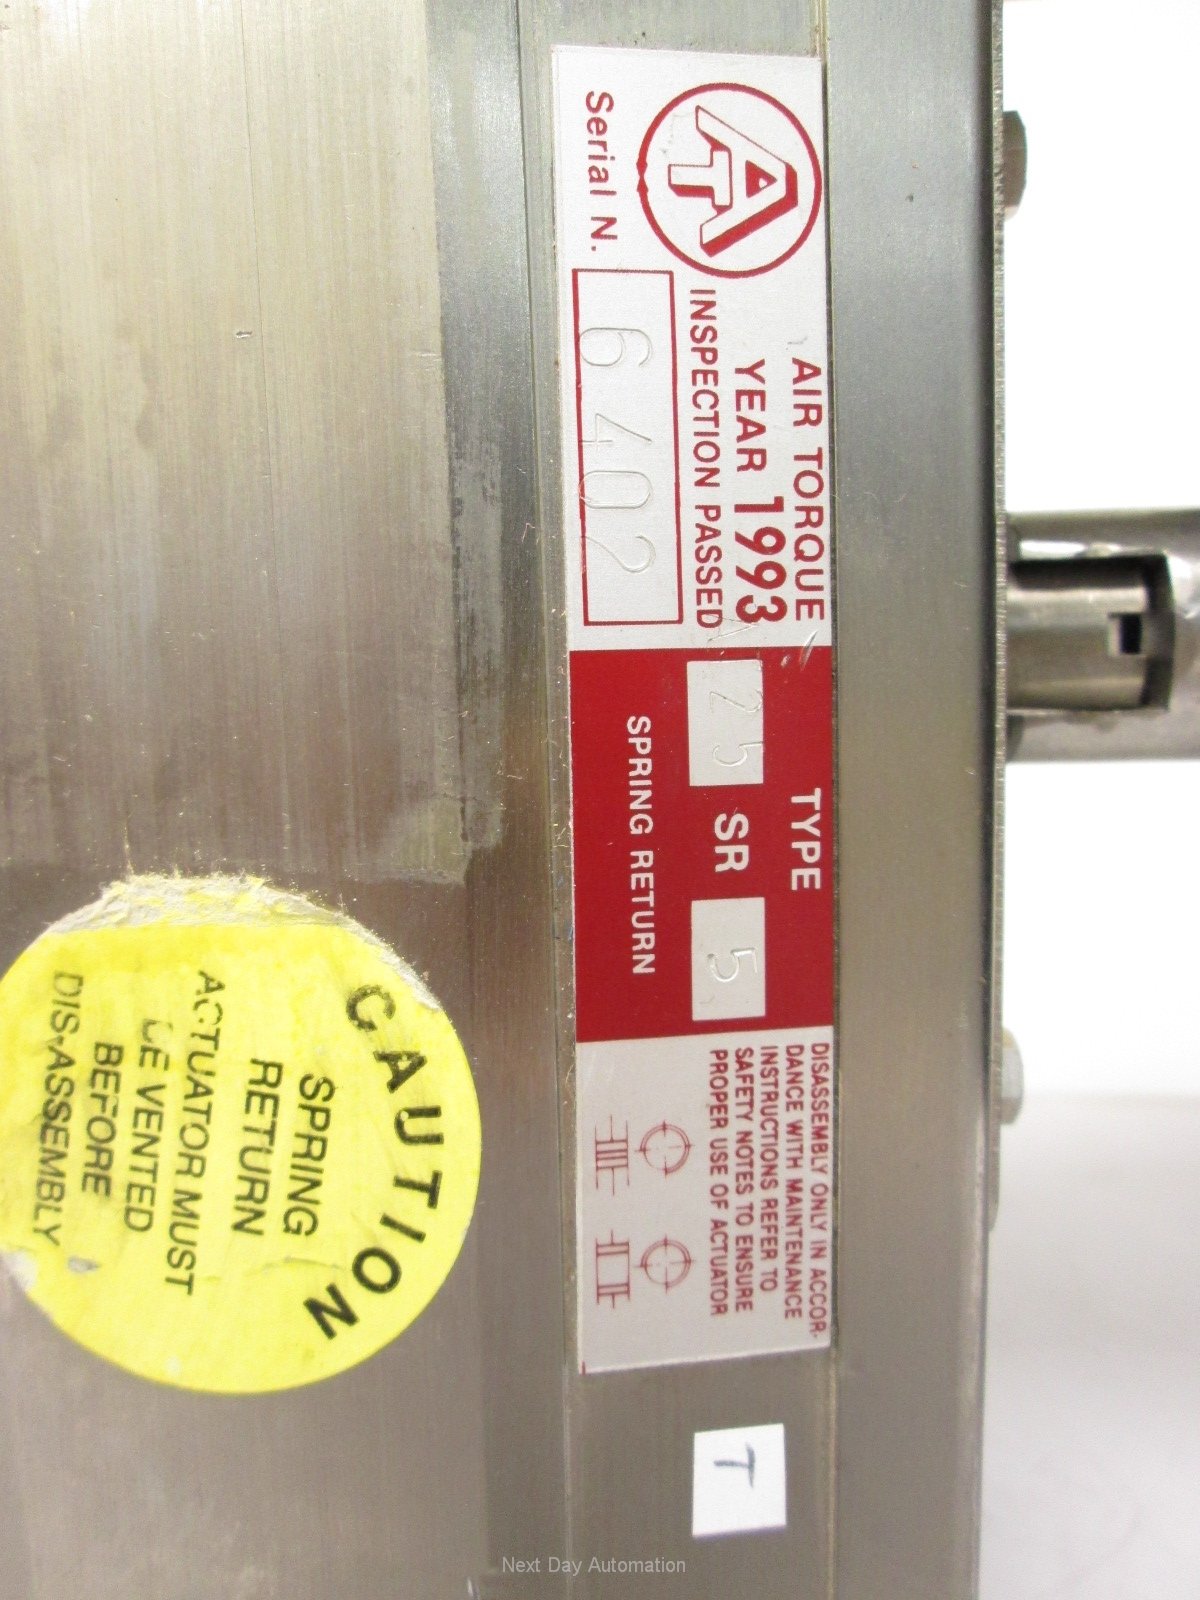 AT
AIR TORQUE
YEAR 1993
INSPECTION PASSED
Serial N. 6402
TYPE
25 SR 5
SPRING RETURN
DISASSEMBLY ONLY IN ACCOR-
DANCE WITH MAINTENANCE
INSTRUCTIONS REFER TO
SAFETY NOTES TO ENSURE
PROPER USE OF ACTUATOR
T
CAUTION
SPRING
RETURN
ACTUATOR MUST
BE VENTED
BEFORE
DIS-ASSEMBLY
Next Day Automation